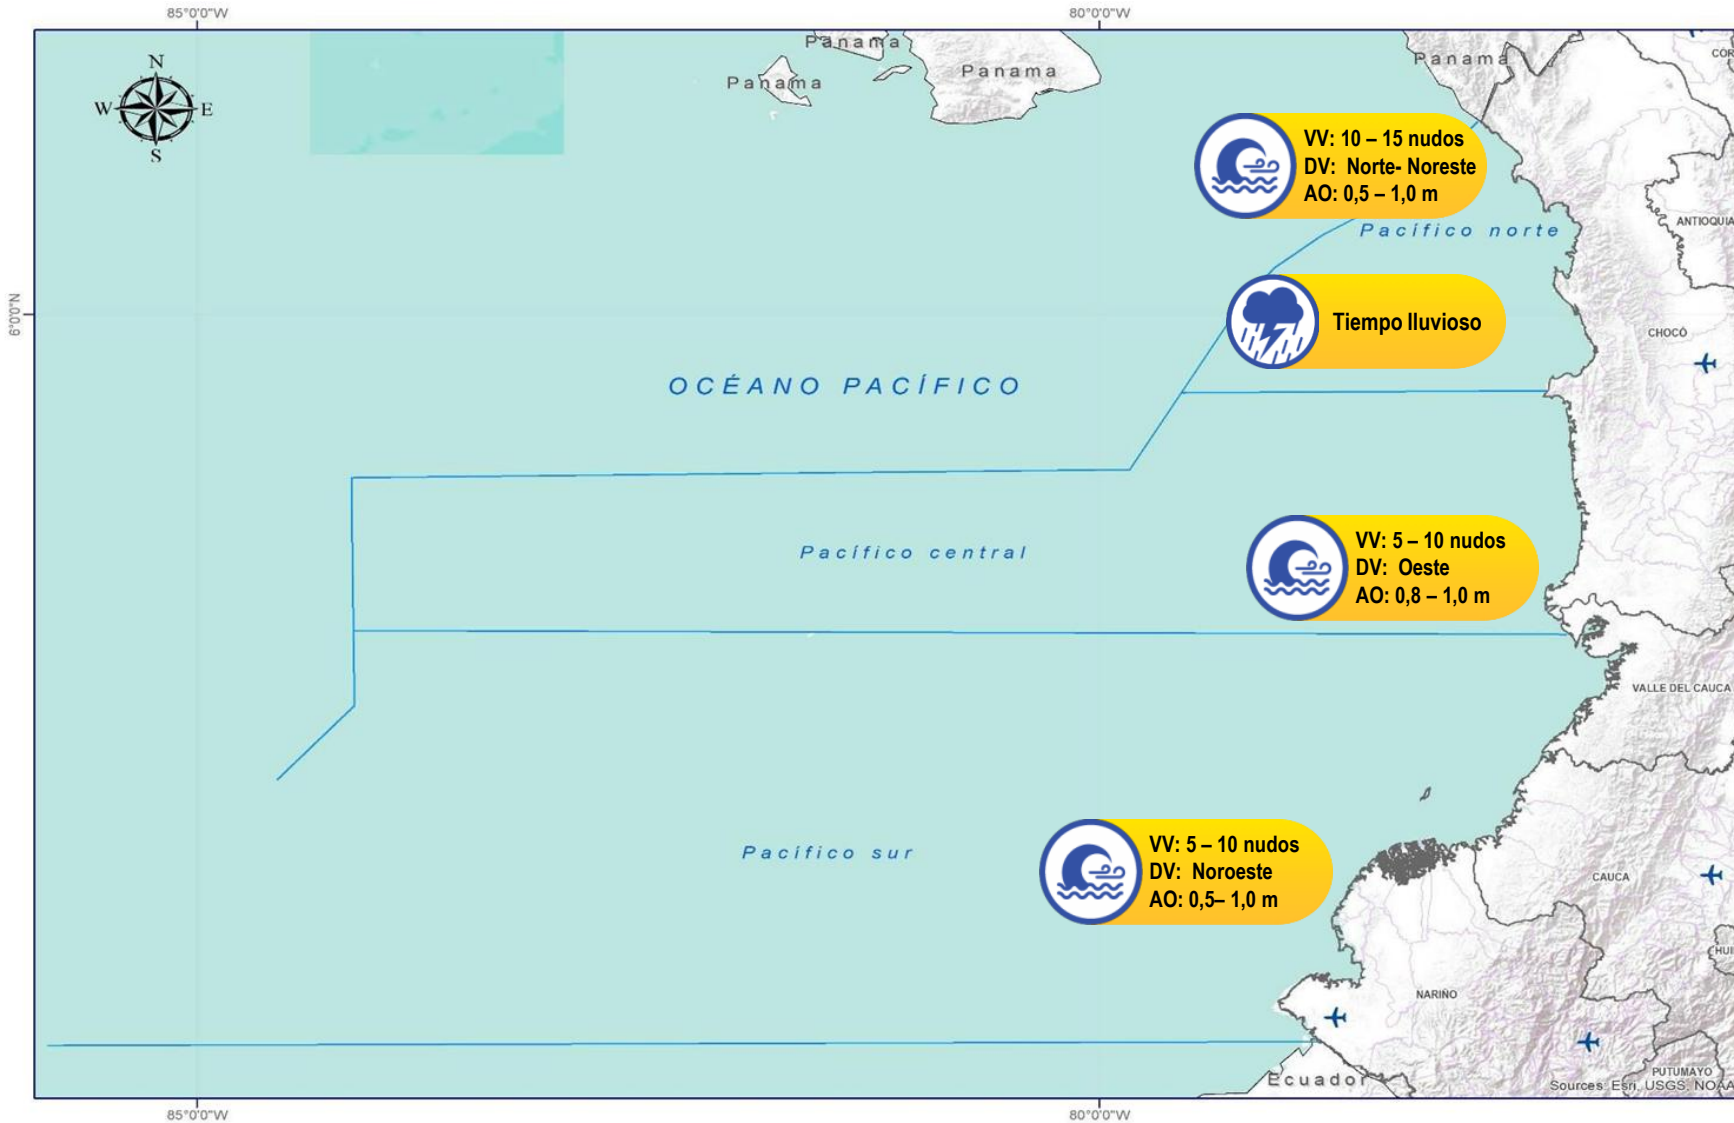 85°0'0"W
80°0'0"W
N
W
E
S
Panama
Panama
Panama
Panama
CÓR
VV: 10 – 15 nudos
DV: Norte- Noreste
AO: 0,5 – 1,0 m
ANTIOQUIA
Pacífico norte
6°0'0"N
Tiempo lluvioso
CHOCÓ
OCÉANO PACÍFICO
VV: 5 – 10 nudos
DV: Oeste
AO: 0,8 – 1,0 m
Pacífico central
VALLE DEL CAUCA
VV: 5 – 10 nudos
DV: Noroeste
AO: 0,5– 1,0 m
Pacífico sur
CAUCA
HUI
NARIÑO
PUTUMAYO
Ecuador
Sources: Esri, USGS, NOAA
85°0'0"W
80°0'0"W